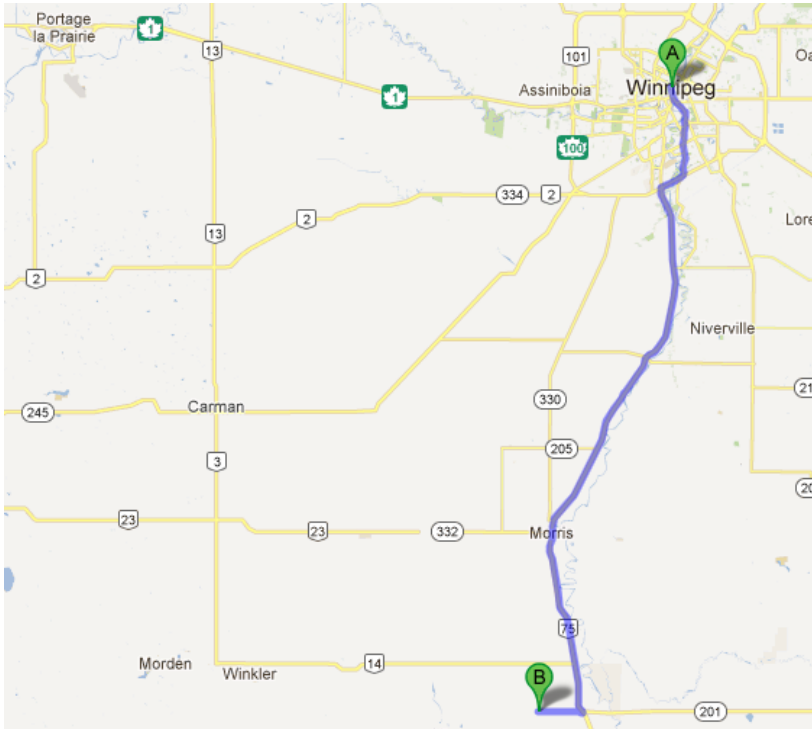 Portage
la Prairie
1
13
101
A
Oa
Assiniboia
Winnipeg
1
100
334
2
2
13
Lore
2
Niverville
330
21
245
Carman
205
3
20
23
23
332
Morris
75
Morden
14
Winkler
B
201